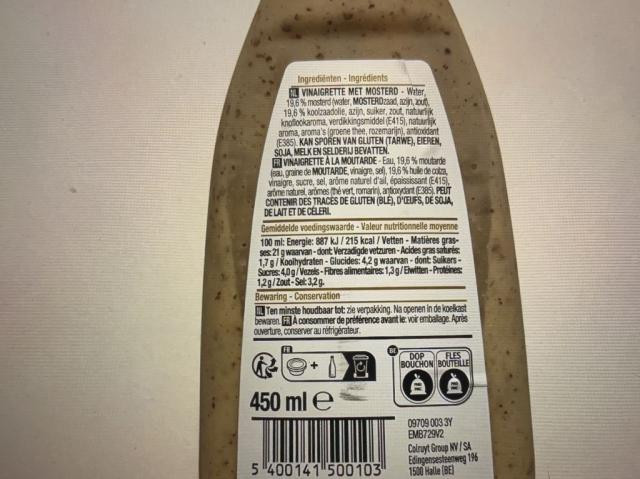 Ingrediënten - Ingrédients
NL VINAIGRETTE MET MOSTERD - Water,
19,6 % mosterd (water, MOSTERDzaad, azijn, zout),
19,6 % koolzaadolie, azijn, suiker, zout, natuurlijk
knoflookaroma, verdikkingsmiddel (E415), natuurlijk
aroma, aroma's (groene thee, rozemarijn), antioxidant
(E385). KAN SPOREN VAN GLUTEN (TARWE), EIEREN,
SOJA, MELK EN SELDERIJ BEVATTEN.
FR VINAIGRETTE À LA MOUTARDE - Eau, 19,6 % moutarde
(eau, graine de MOUTARDE, vinaigre, sel), 19,6 % huile de colza,
vinaigre, sucre, sel, arôme naturel d'ail, épaississant (E415),
arôme naturel, arômes (thé vert, romarin), antioxydant (E385). PEUT
CONTENIR DES TRACES DE GLUTEN (BLÉ), D'ŒUFS, DE SOJA,
DE LAIT ET DE CÉLERI.
Gemiddelde voedingswaarde - Valeur nutritionnelle moyenne
100 ml: Energie: 887 kJ / 215 kcal / Vetten - Matières gras-
ses: 21 g waarvan - dont: Verzadigde vetzuren - Acides gras saturés:
1,7 g / Koolhydraten - Glucides: 4,2 g waarvan - dont: Suikers -
Sucres: 4,0 g / Vezels - Fibres alimentaires: 1,3 g / Eiwitten - Protéines:
1,2 g / Zout - Sel: 3,2 g.
Bewaring - Conservation
NL Ten minste houdbaar tot: zie verpakking. Na openen in de koelkast
bewaren. FR À consommer de préférence avant le: voir emballage. Après
ouverture, conserver au réfrigérateur.
FR
+
BE
DOP
BOUCHON
FLES
BOUTEILLE
PMD
PMC
PMD
PMC
450 ml e
09709 003 3Y
EMB729V2
Colruyt Group NV / SA
Edingensesteenweg 196
1500 Halle (BE)
5 400141 500103